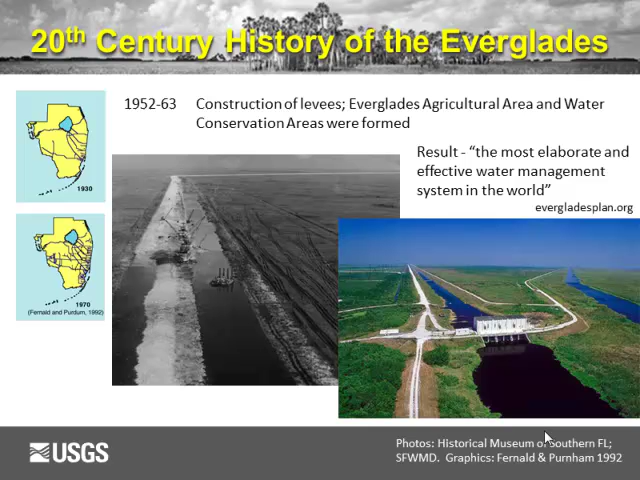 20th Century History of the Everglades
1952-63 Construction of levees; Everglades Agricultural Area and Water
Conservation Areas were formed
Result - “the most elaborate and
effective water management
system in the world”
evergladesplan.org
1930
1970
(Fernald and Purdum, 1992)
USGS
Photos: Historical Museum of Southern FL;
SFWMD. Graphics: Fernald & Purnham 1992